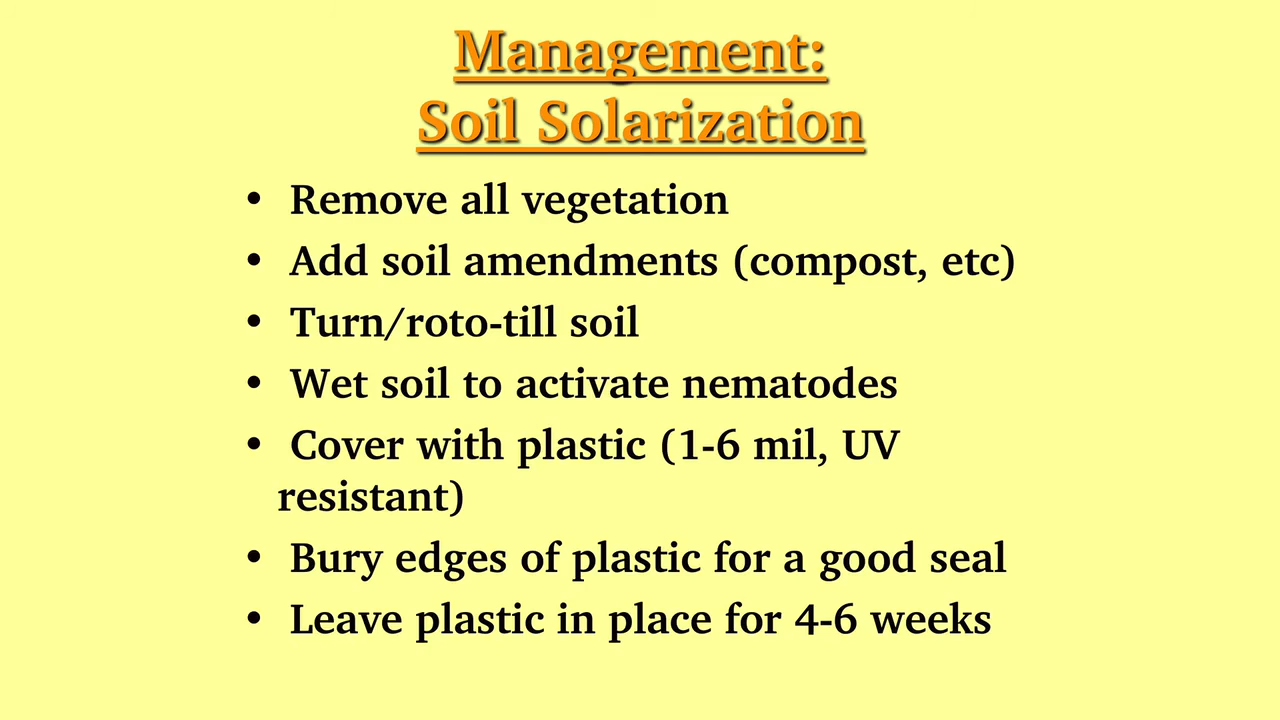 Management:
Soil Solarization
• Remove all vegetation
• Add soil amendments (compost, etc)
• Turn/roto-till soil
• Wet soil to activate nematodes
• Cover with plastic (1-6 mil, UV
resistant)
• Bury edges of plastic for a good seal
• Leave plastic in place for 4-6 weeks